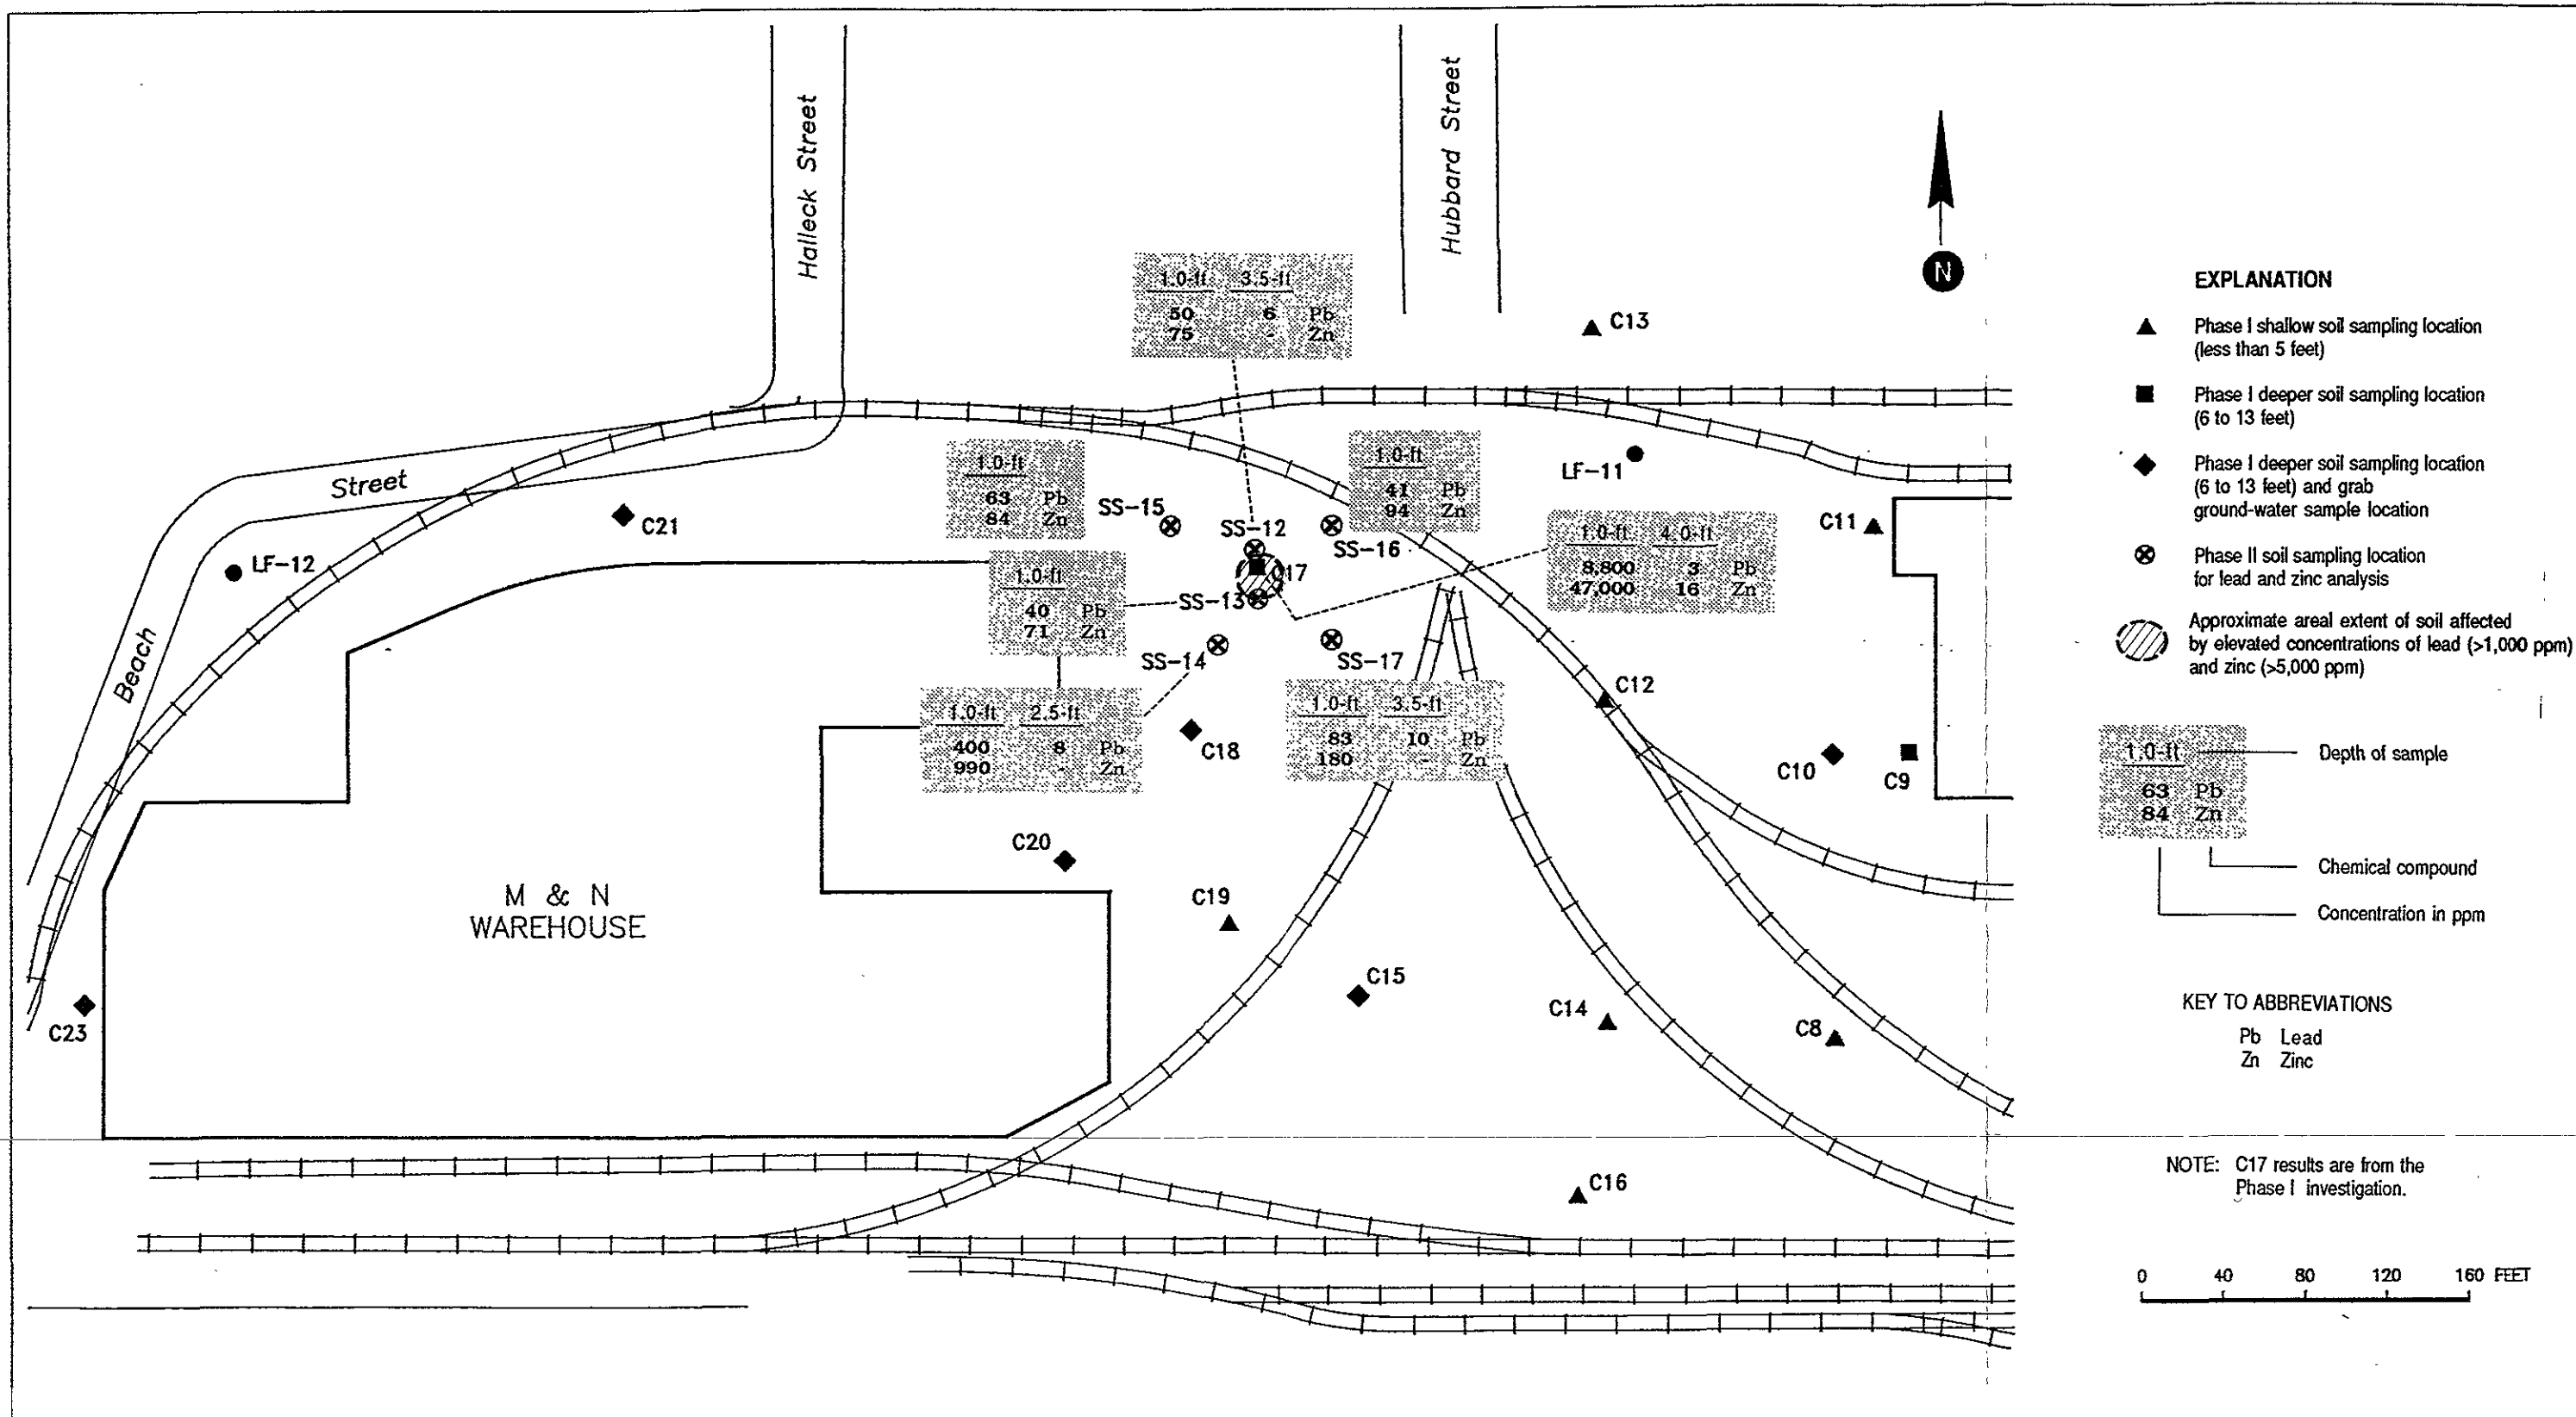 Halleck Street
Hubbard Street
N
1.0-ft 3.5-ft
50 6 Pb
75 - Zn
C13
Street
Beach
LF-12
C21
1.0-ft
63 Pb
84 Zn
SS-15
SS-12
SS-16
1.0-ft
41 Pb
94 Zn
LF-11
C11
1.0-ft 4.0-ft
8,800 3 Pb
47,000 16 Zn
C17
1.0-ft
40 Pb
71 Zn
SS-13
SS-14
SS-17
1.0-ft 2.5-ft
400 8 Pb
990 - Zn
C18
1.0-ft 3.5-ft
83 10 Pb
180 - Zn
C12
C10
C9
C20
C19
M & N
WAREHOUSE
C15
C14
C8
C23
C16
EXPLANATION
Phase I shallow soil sampling location
(less than 5 feet)
Phase I deeper soil sampling location
(6 to 13 feet)
Phase I deeper soil sampling location
(6 to 13 feet) and grab
ground-water sample location
Phase II soil sampling location
for lead and zinc analysis
Approximate areal extent of soil affected
by elevated concentrations of lead (>1,000 ppm)
and zinc (>5,000 ppm)
1.0-ft
63 Pb
84 Zn
Depth of sample
Chemical compound
Concentration in ppm
KEY TO ABBREVIATIONS
Pb Lead
Zn Zinc
NOTE: C17 results are from the
Phase I investigation.
0 40 80 120 160 FEET